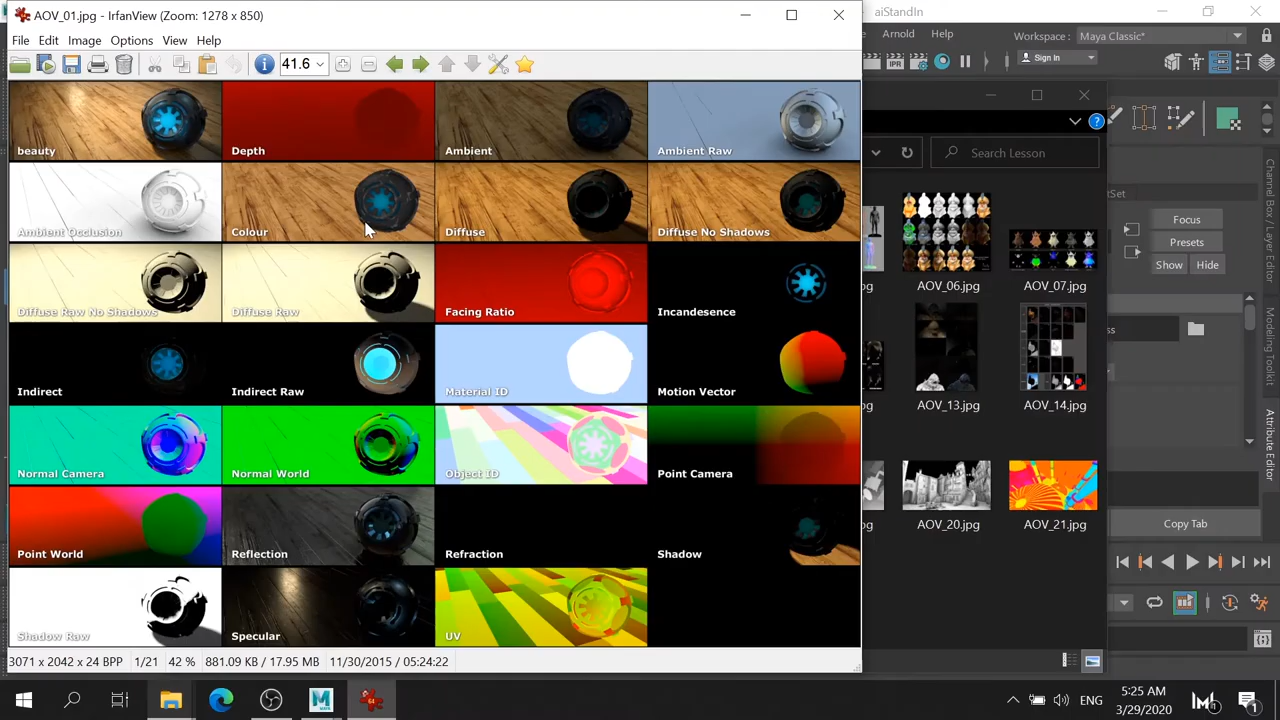 AOV_01.jpg - IrfanView (Zoom: 1278 x 850)
aiStandIn
File Edit Image Options View Help
Arnold Help
Workspace : Maya Classic*
41.6
IPR
Sign In
beauty Depth Ambient Ambient Raw
Search Lesson
Ambient Occlusion Colour Diffuse Diffuse No Shadows
Focus
Presets
Show Hide
Diffuse Raw No Shadows Diffuse Raw Facing Ratio Incandesence
AOV_06.jpg AOV_07.jpg
Indirect Indirect Raw Material ID Motion Vector
AOV_13.jpg AOV_14.jpg
Normal Camera Normal World Object ID Point Camera
AOV_20.jpg AOV_21.jpg
Copy Tab
Point World Reflection Refraction Shadow
Shadow Raw Specular UV
Channel Box / Layer Editor
Modeling Toolkit
Attribute Editor
3071 x 2042 x 24 BPP 1/21 42 % 881.09 KB / 17.95 MB 11/30/2015 / 05:24:22
ENG
5:25 AM
3/29/2020